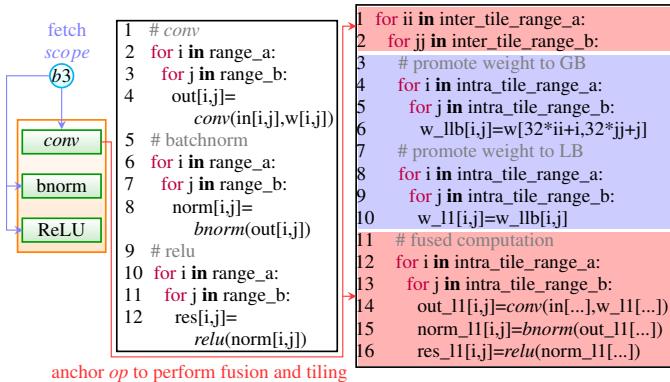 fetch
scope
b3
conv
bnorm
ReLU
1 # conv
2 for i in range_a:
3 for j in range_b:
4 out[i,j]=
conv(in[i,j],w[i,j])
5 # batchnorm
6 for i in range_a:
7 for j in range_b:
8 norm[i,j]=
bnorm(out[i,j])
9 # relu
10 for i in range_a:
11 for j in range_b:
12 res[i,j]=
relu(norm[i,j])
1 for ii in inter_tile_range_a:
2 for jj in inter_tile_range_b:
3 # promote weight to GB
4 for i in intra_tile_range_a:
5 for j in intra_tile_range_b:
6 w_llb[i,j]=w[32*ii+i,32*jj+j]
7 # promote weight to LB
8 for i in intra_tile_range_a:
9 for j in intra_tile_range_b:
10 w_l1[i,j]=w_llb[i,j]
11 # fused computation
12 for i in intra_tile_range_a:
13 for j in intra_tile_range_b:
14 out_l1[i,j]=conv(in[...],w_l1[...])
15 norm_l1[i,j]=bnorm(out_l1[...])
16 res_l1[i,j]=relu(norm_l1[...])
anchor op to perform fusion and tiling